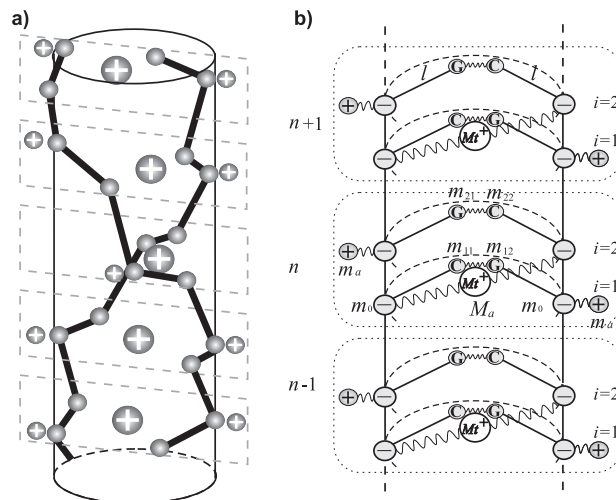 a)
b)
l l
G C
+ − − i=2
n+1
C G
Mt+
− − + i=1
m21 m22
G C
+ − − i=2
ma
n
m11 m12
C G
Mt+
i=1
m0 − Ma m0 − +
ma
n-1
G C
+ − − i=2
C G
Mt+
− − + i=1